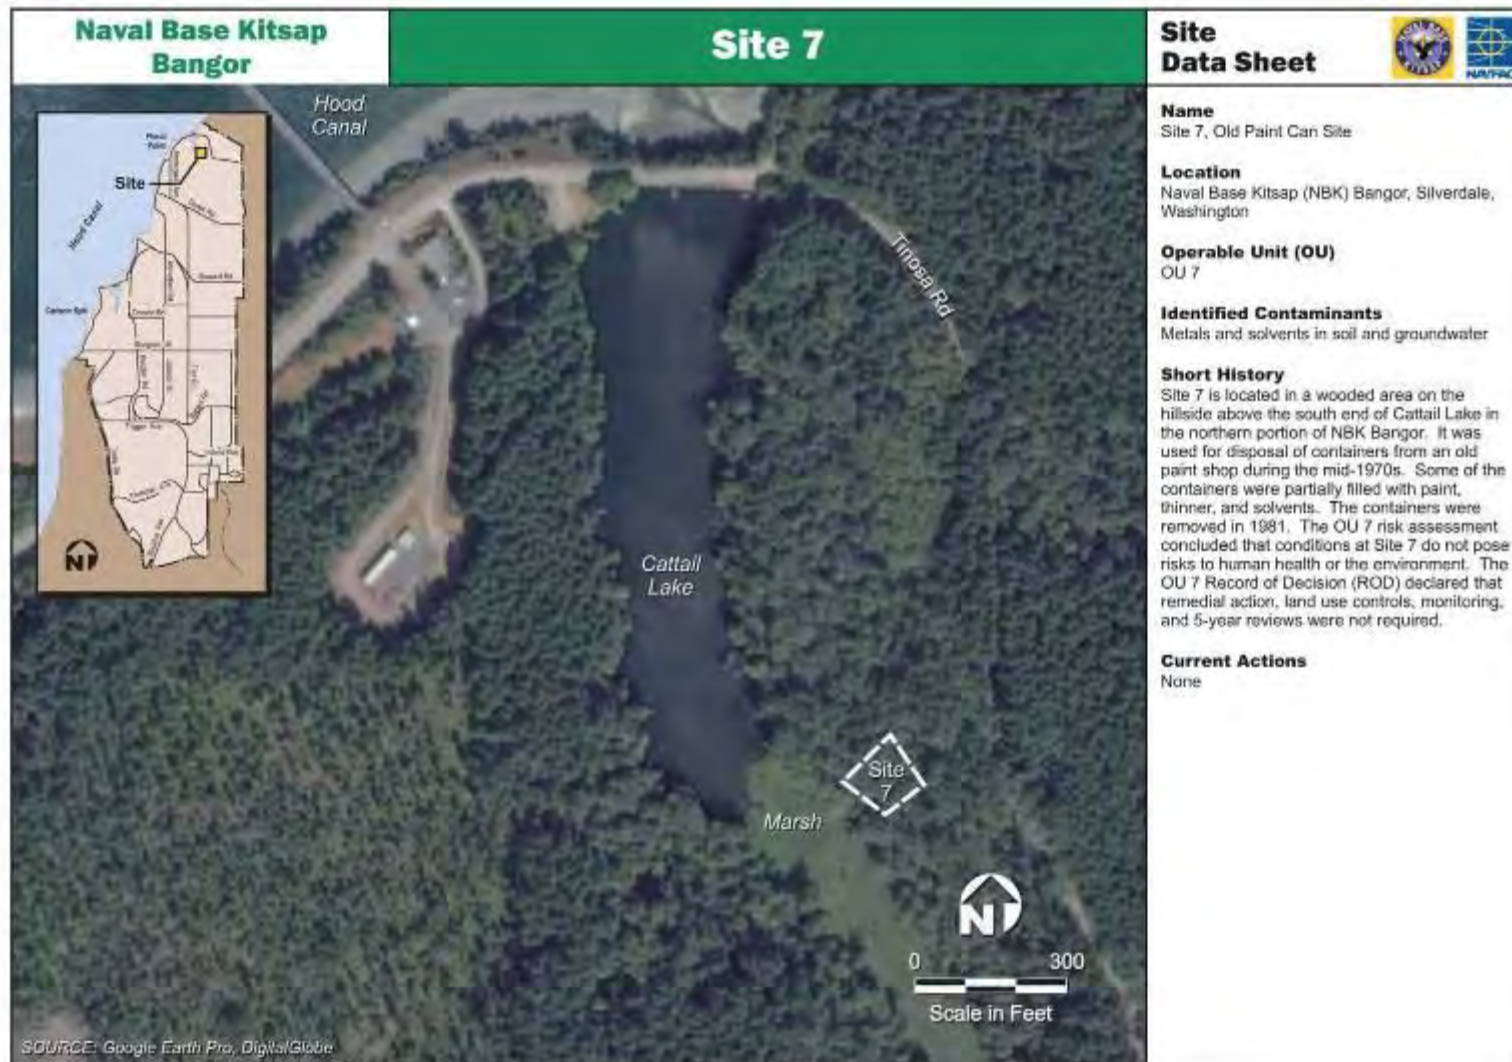 Naval Base Kitsap
Bangor
Site 7
Site
Data Sheet
NAVFAC
Hood
Canal
Site
Hood Canal
N
Tinosa Rd
Cattail
Lake
Site
7
Marsh
N
0 300
Scale in Feet
SOURCE: Google Earth Pro, DigitalGlobe
Name
Site 7, Old Paint Can Site
Location
Naval Base Kitsap (NBK) Bangor, Silverdale,
Washington
Operable Unit (OU)
OU 7
Identified Contaminants
Metals and solvents in soil and groundwater
Short History
Site 7 is located in a wooded area on the
hillside above the south end of Cattail Lake in
the northern portion of NBK Bangor. It was
used for disposal of containers from an old
paint shop during the mid-1970s. Some of the
containers were partially filled with paint,
thinner, and solvents. The containers were
removed in 1981. The OU 7 risk assessment
concluded that conditions at Site 7 do not pose
risks to human health or the environment. The
OU 7 Record of Decision (ROD) declared that
remedial action, land use controls, monitoring,
and 5-year reviews were not required.
Current Actions
None